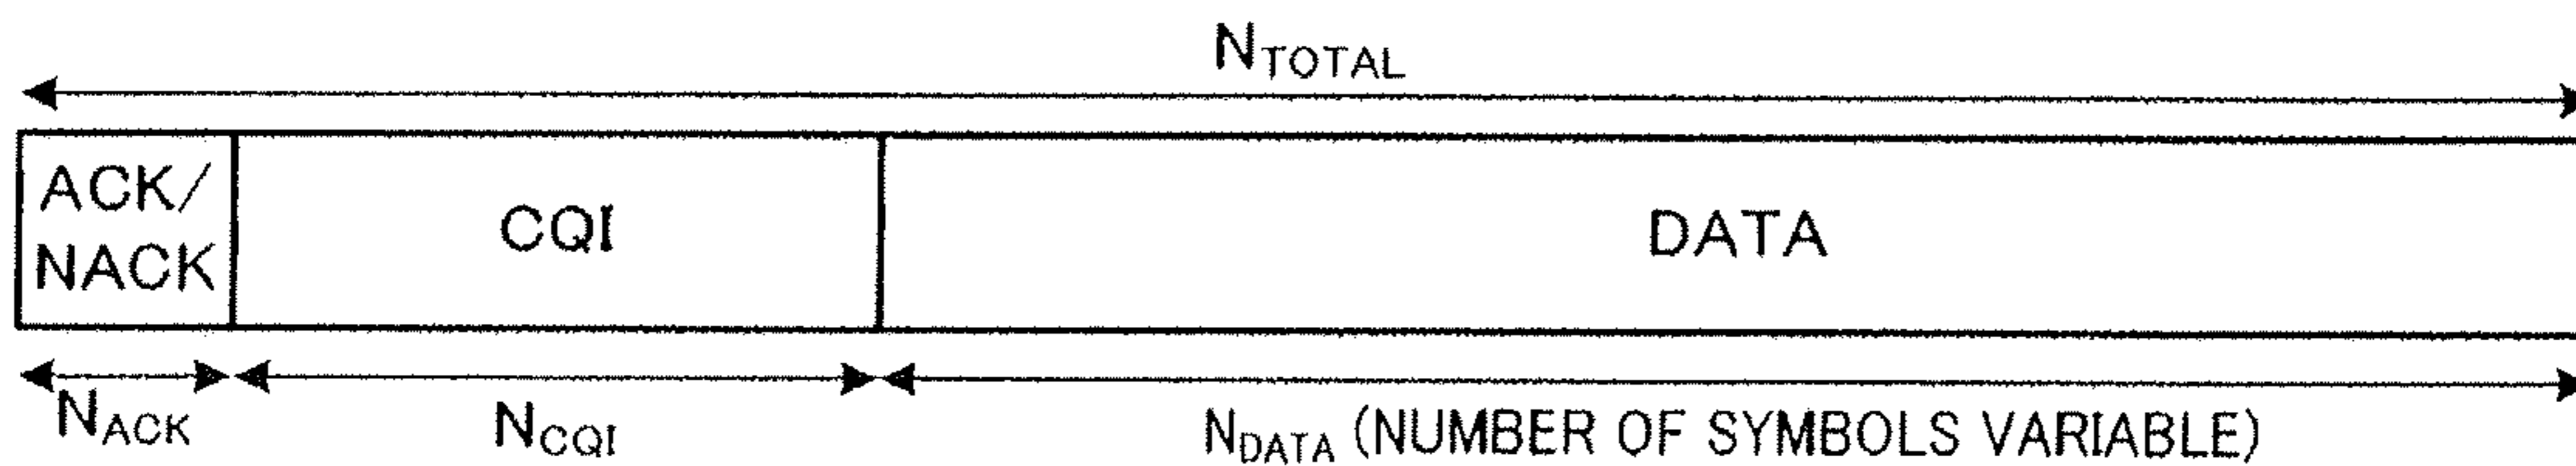 NTOTAL
ACK/
NACK
CQI
DATA
NACK
NCQI
NDATA (NUMBER OF SYMBOLS VARIABLE)